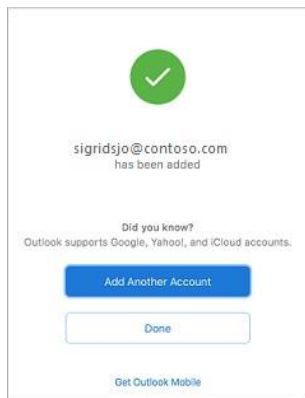 sigridsjo@contoso.com
has been added
Did you know?
Outlook supports Google, Yahoo!, and iCloud accounts.
Add Another Account
Done
Get Outlook Mobile